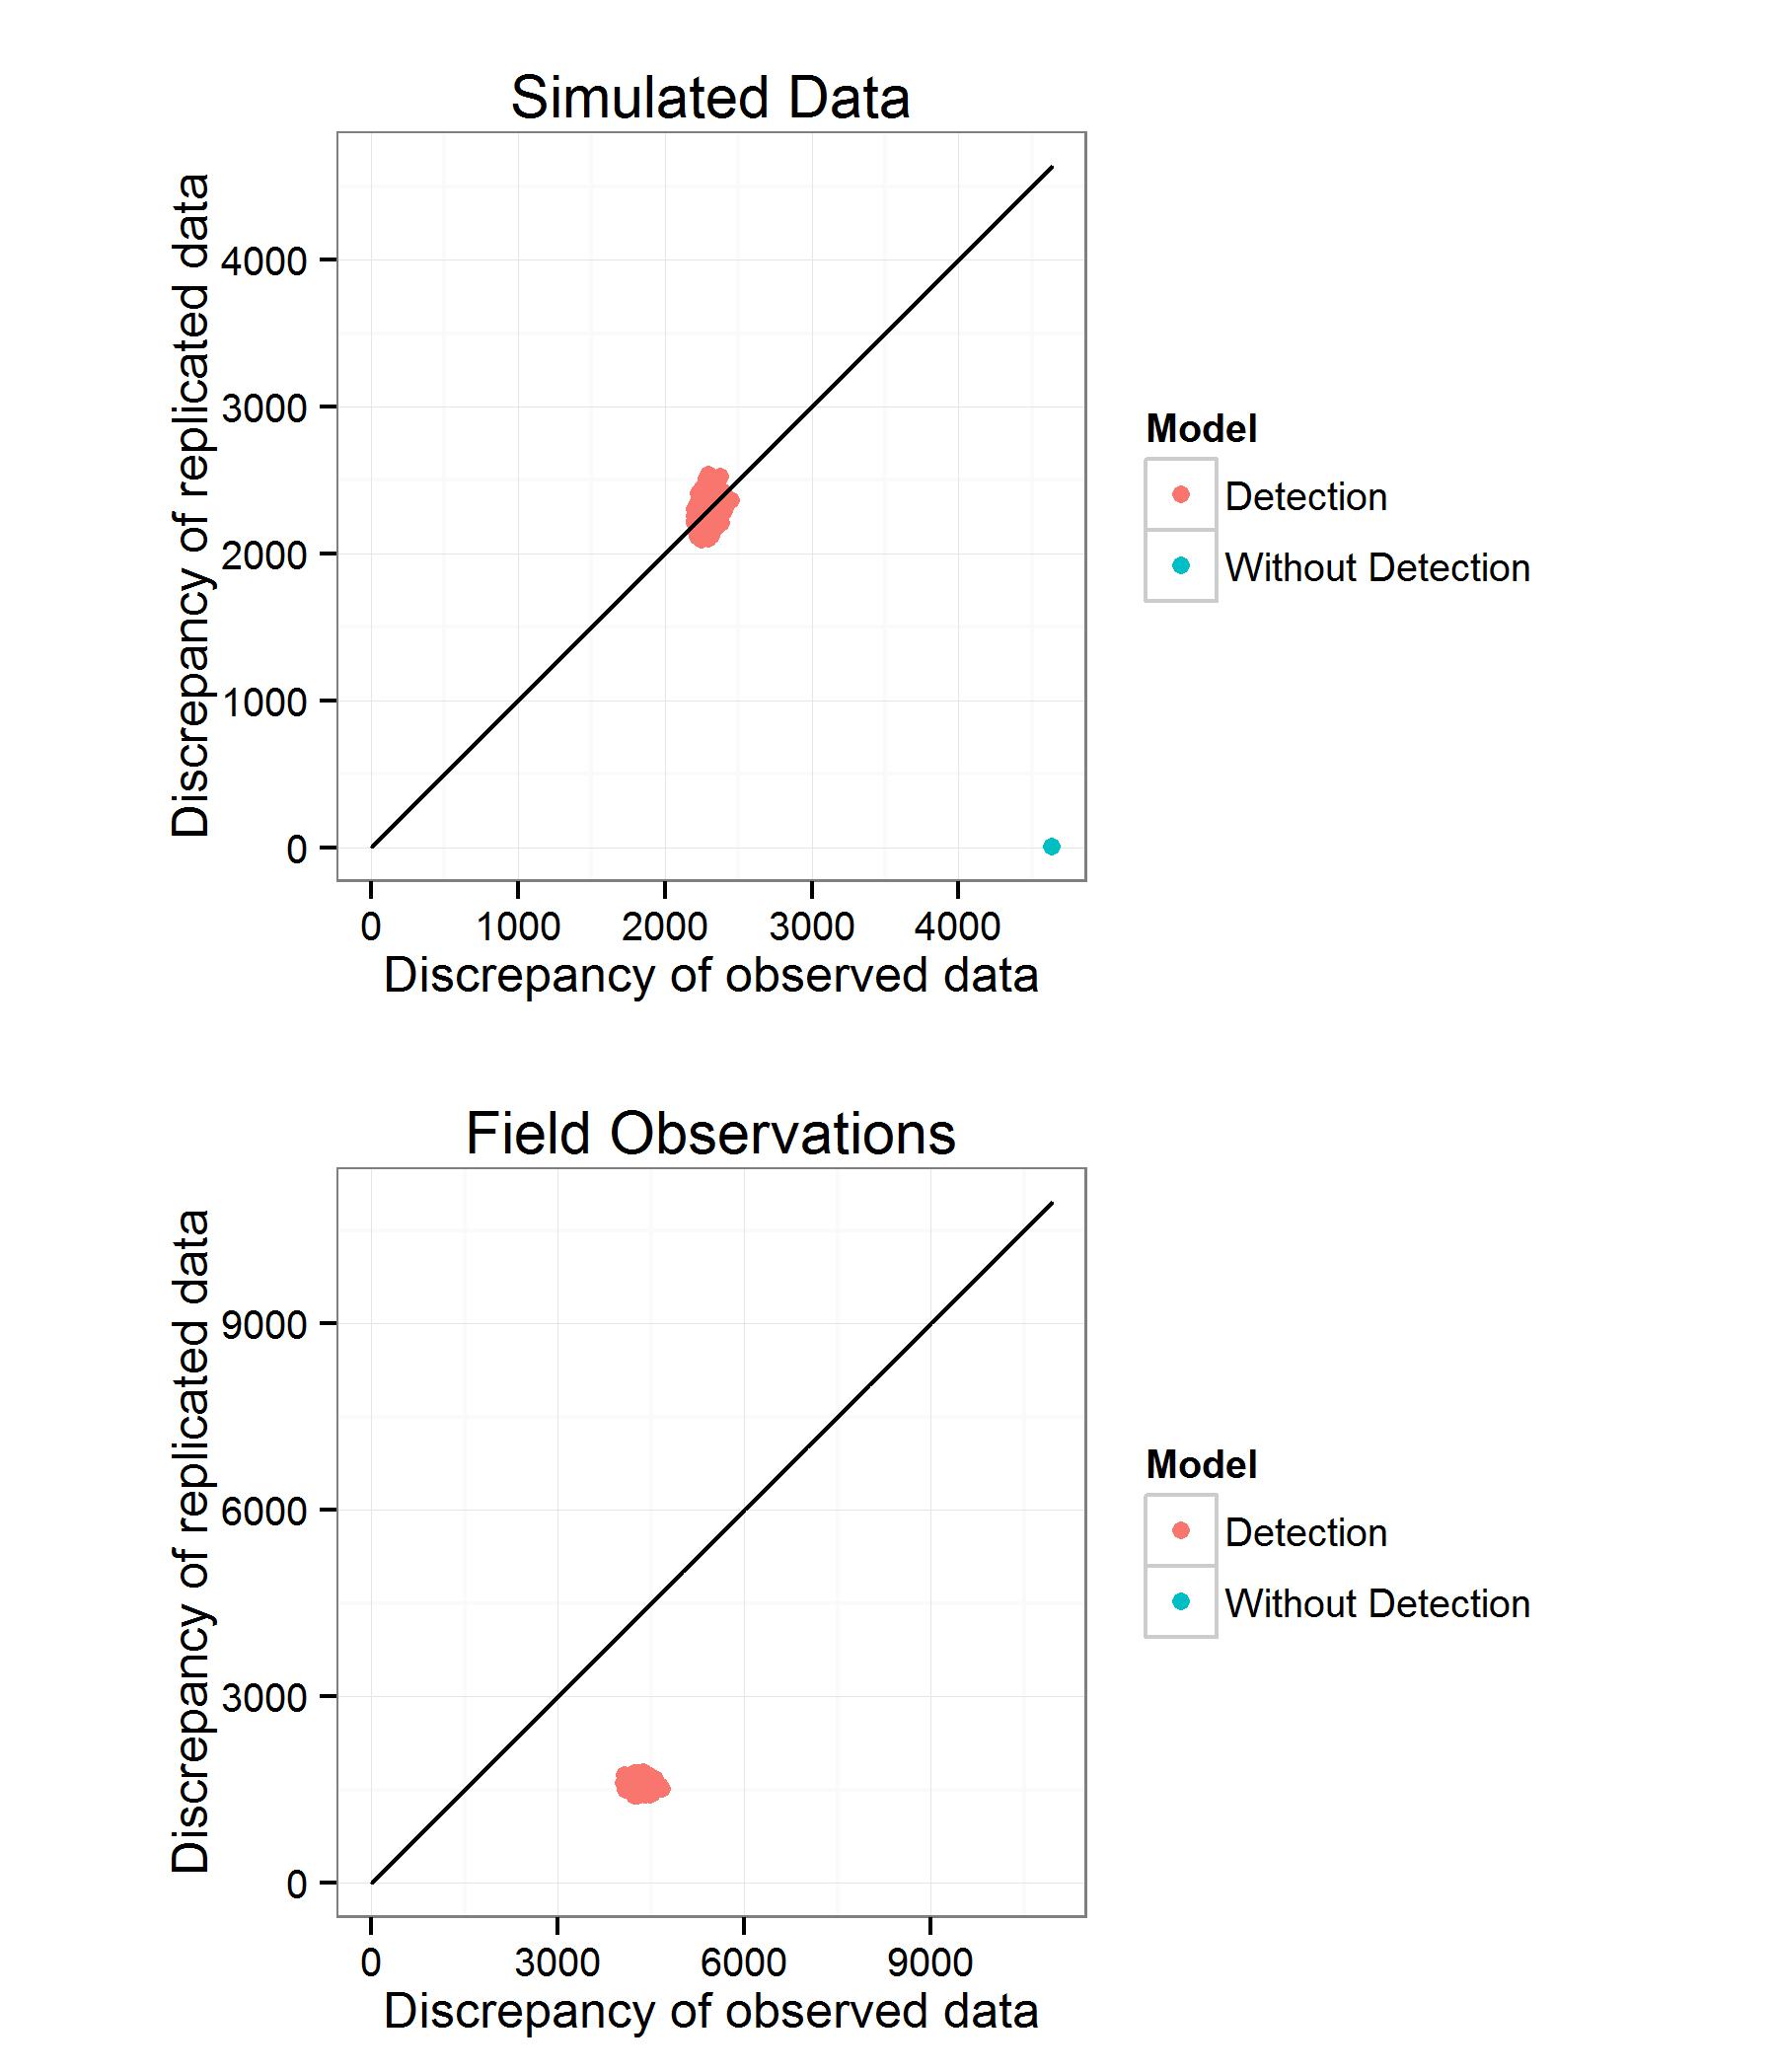 Simulated Data
Discrepancy of replicated data
4000
3000
2000
1000
0
0 1000 2000 3000 4000
Discrepancy of observed data
Model
Detection
Without Detection
Field Observations
Discrepancy of replicated data
9000
6000
3000
0
0 3000 6000 9000
Discrepancy of observed data
Model
Detection
Without Detection